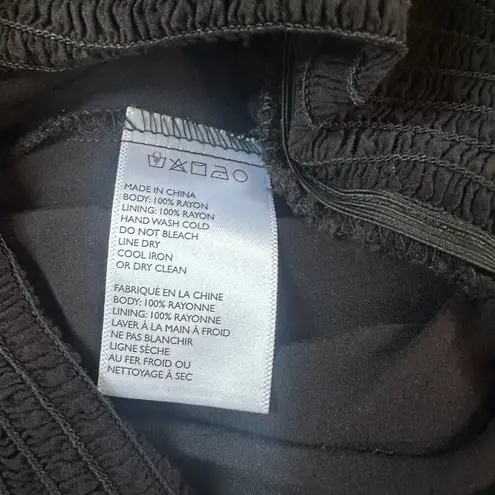 MADE IN CHINA
BODY: 100% RAYON
LINING: 100% RAYON
HAND WASH COLD
DO NOT BLEACH
LINE DRY
COOL IRON
OR DRY CLEAN
FABRIQUÉ EN LA CHINE
BODY: 100% RAYONNE
LINING: 100% RAYONNE
LAVER À LA MAIN À FROID
NE PAS BLANCHIR
LIGNE SÈCHE
AU FER FROID OU
NETTOYAGE À SEC